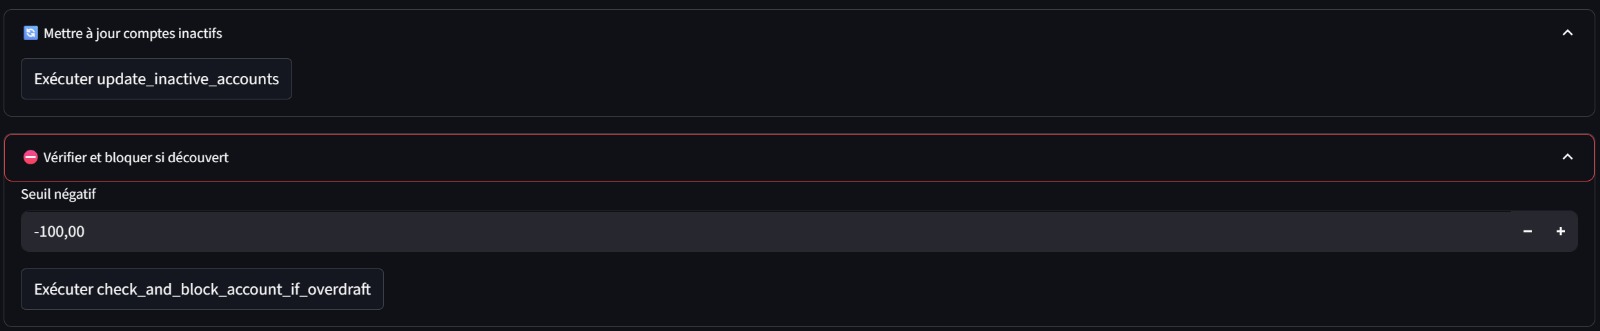 Mettre à jour comptes inactifs
Exécuter update_inactive_accounts
Vérifier et bloquer si découvert
Seuil négatif
-100,00
Exécuter check_and_block_account_if_overdraft